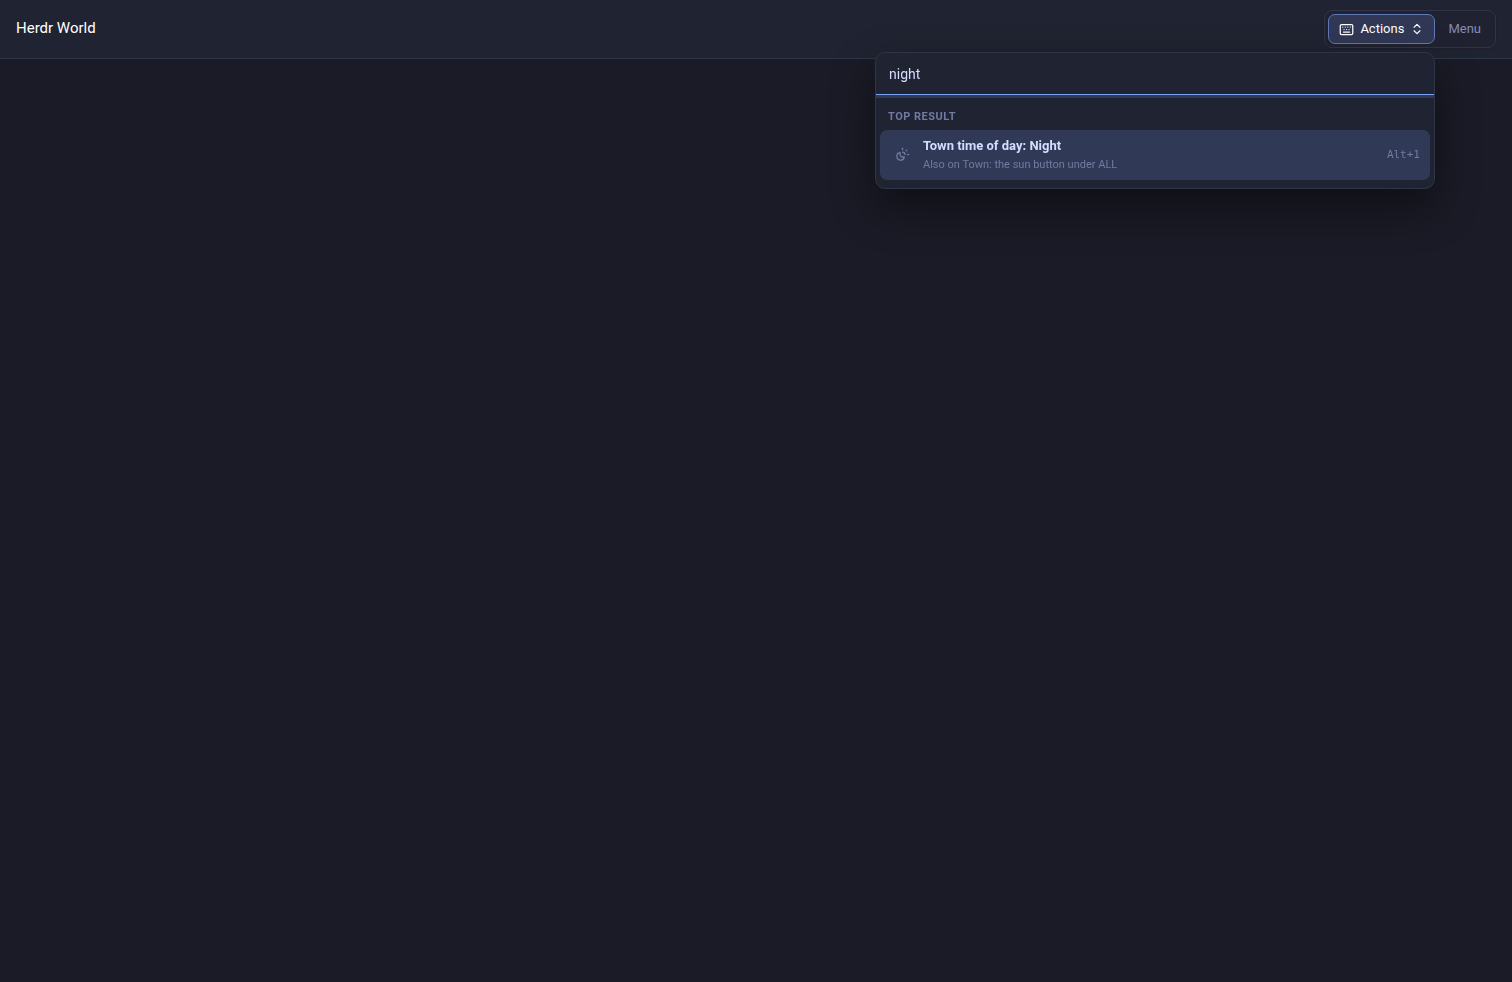 Herdr World
Actions
Menu
night
TOP RESULT
Town time of day: Night
Also on Town: the sun button under ALL
Alt+1